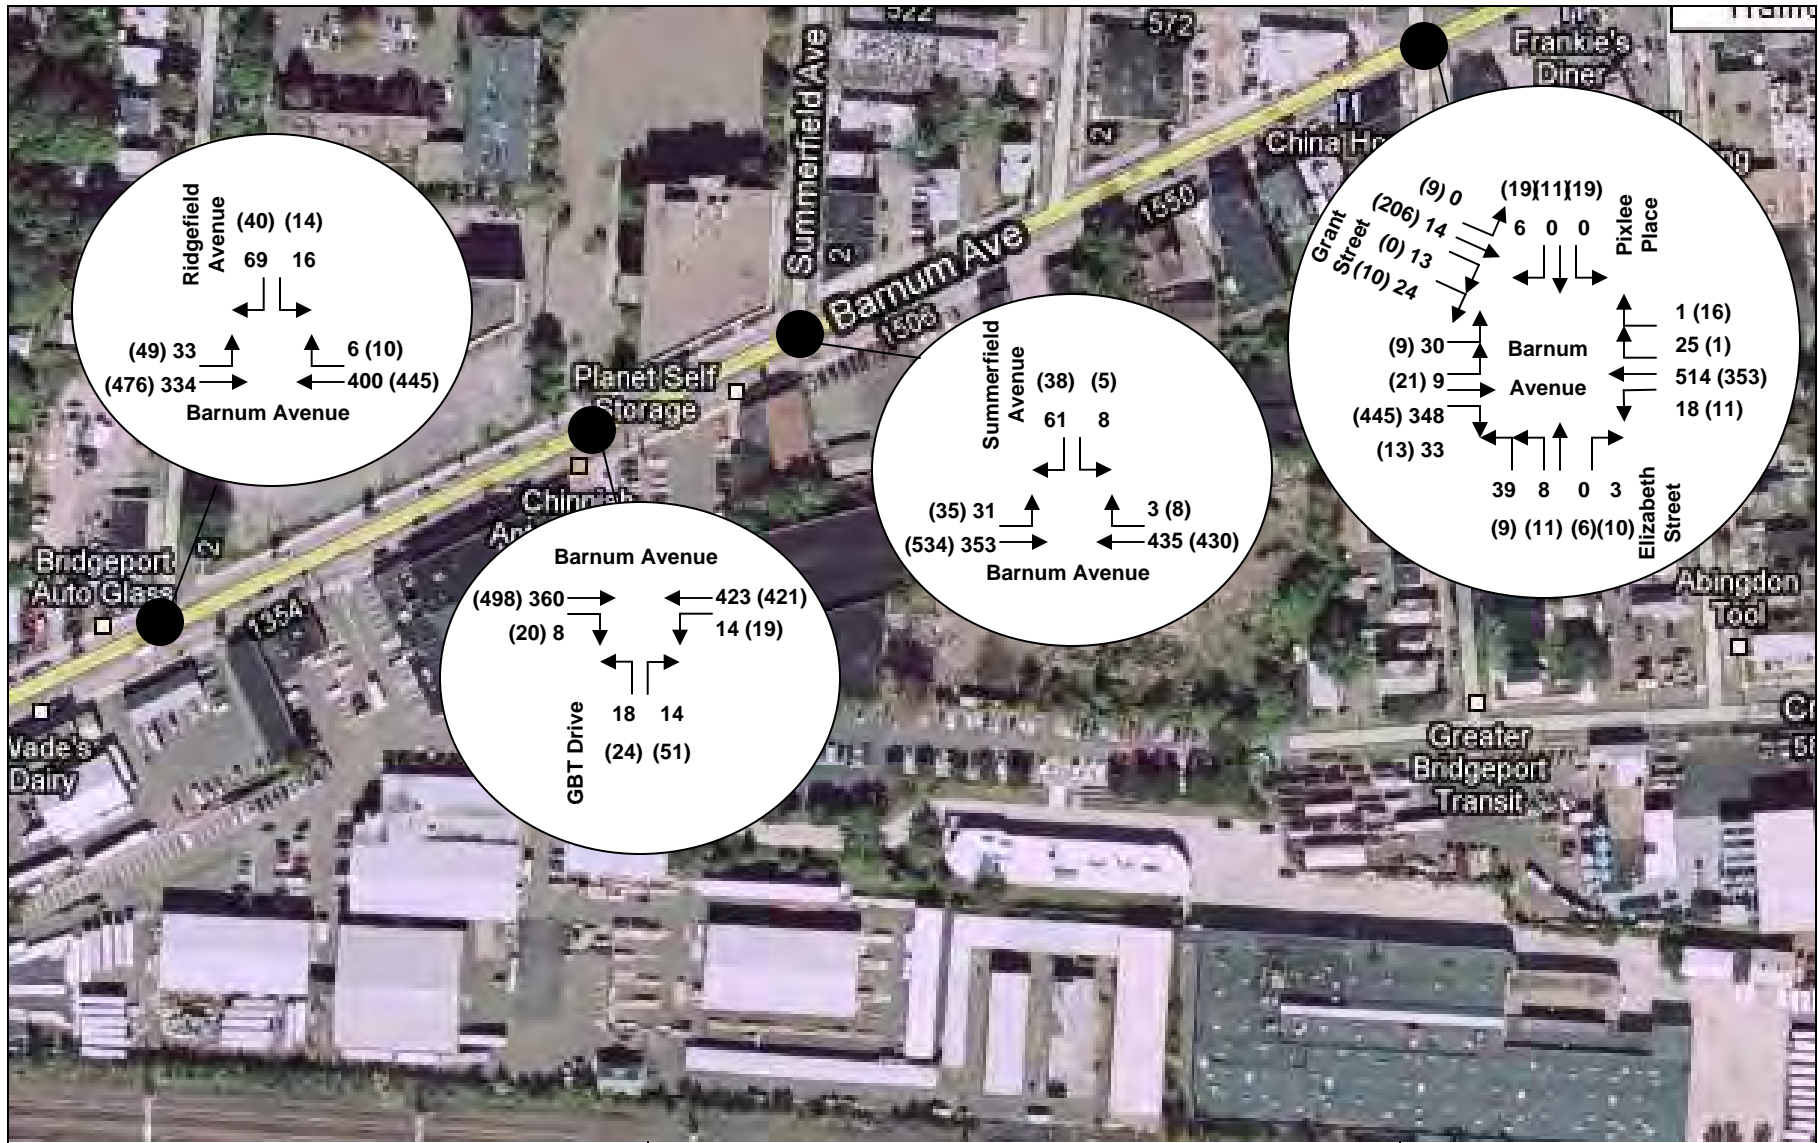 522
572
Frankie's
Diner
Summerfield Ave
2
2
1550
Barnum Ave
Ridgefield
Avenue
(40) (14)
69 16
(49) 33
6 (10)
(476) 334
400 (445)
Barnum Avenue
(9) 0
(206) 14
(0) 13
(10) 24
Grant
Street
(19)(11)(19)
6 0 0
Pixlee
Place
1 (16)
25 (1)
514 (353)
18 (11)
(9) 30
(21) 9
(445) 348
(13) 33
Barnum
Avenue
39 8 0 3
(9) (11) (6)(10)
Elizabeth
Street
Planet Self
Storage
Summerfield
Avenue
(38) (5)
61 8
(35) 31
3 (8)
(534) 353
435 (430)
Barnum Avenue
2
Bridgeport
Auto Glass
Barnum Avenue
(498) 360
423 (421)
(20) 8
14 (19)
18 14
(24) (51)
GBT Drive
Abingdon
Tool
Dairy
Greater
Bridgeport
Transit